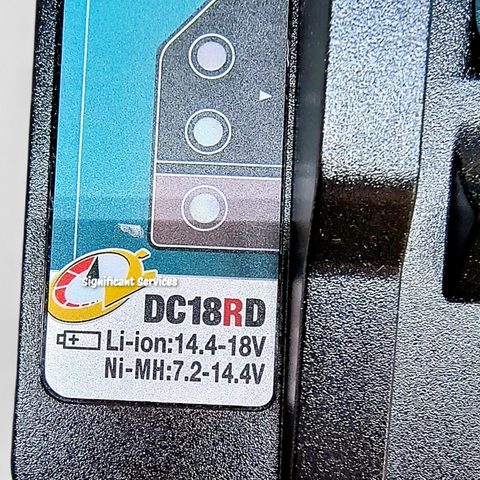 Significant Services
DC18RD
Li-ion:14.4-18V
Ni-MH:7.2-14.4V